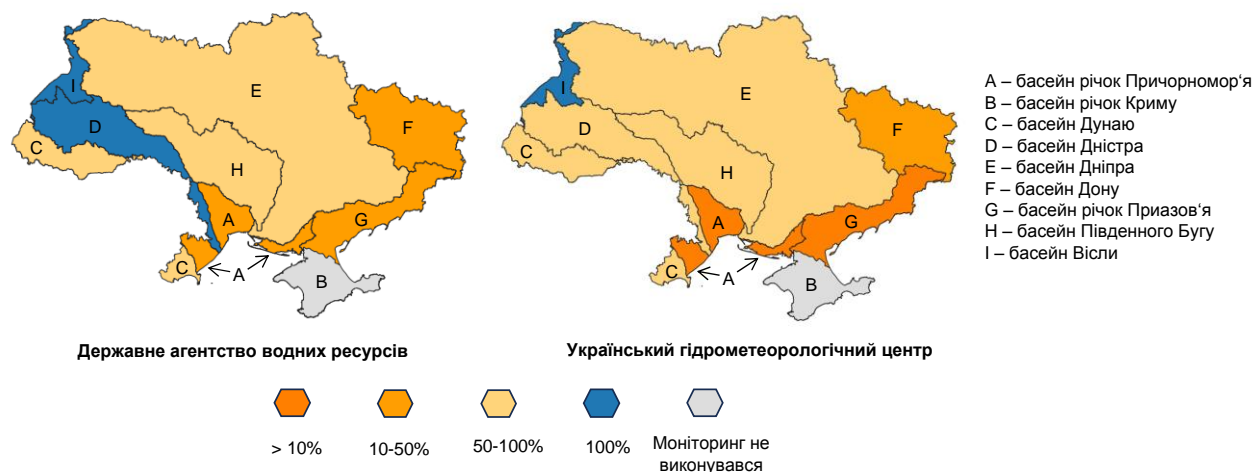 I
E
D
F
C
H
A
G
C
A
B
I
E
D
F
C
H
A
G
C
A
B
A – басейн річок Причорномор‘я
B – басейн річок Криму
C – басейн Дунаю
D – басейн Дністра
E – басейн Дніпра
F – басейн Дону
G – басейн річок Приазов‘я
H – басейн Південного Бугу
I – басейн Вісли
Державне агентство водних ресурсів
Український гідрометеорологічний центр
> 10%
10-50%
50-100%
100%
Моніторинг не
виконувався